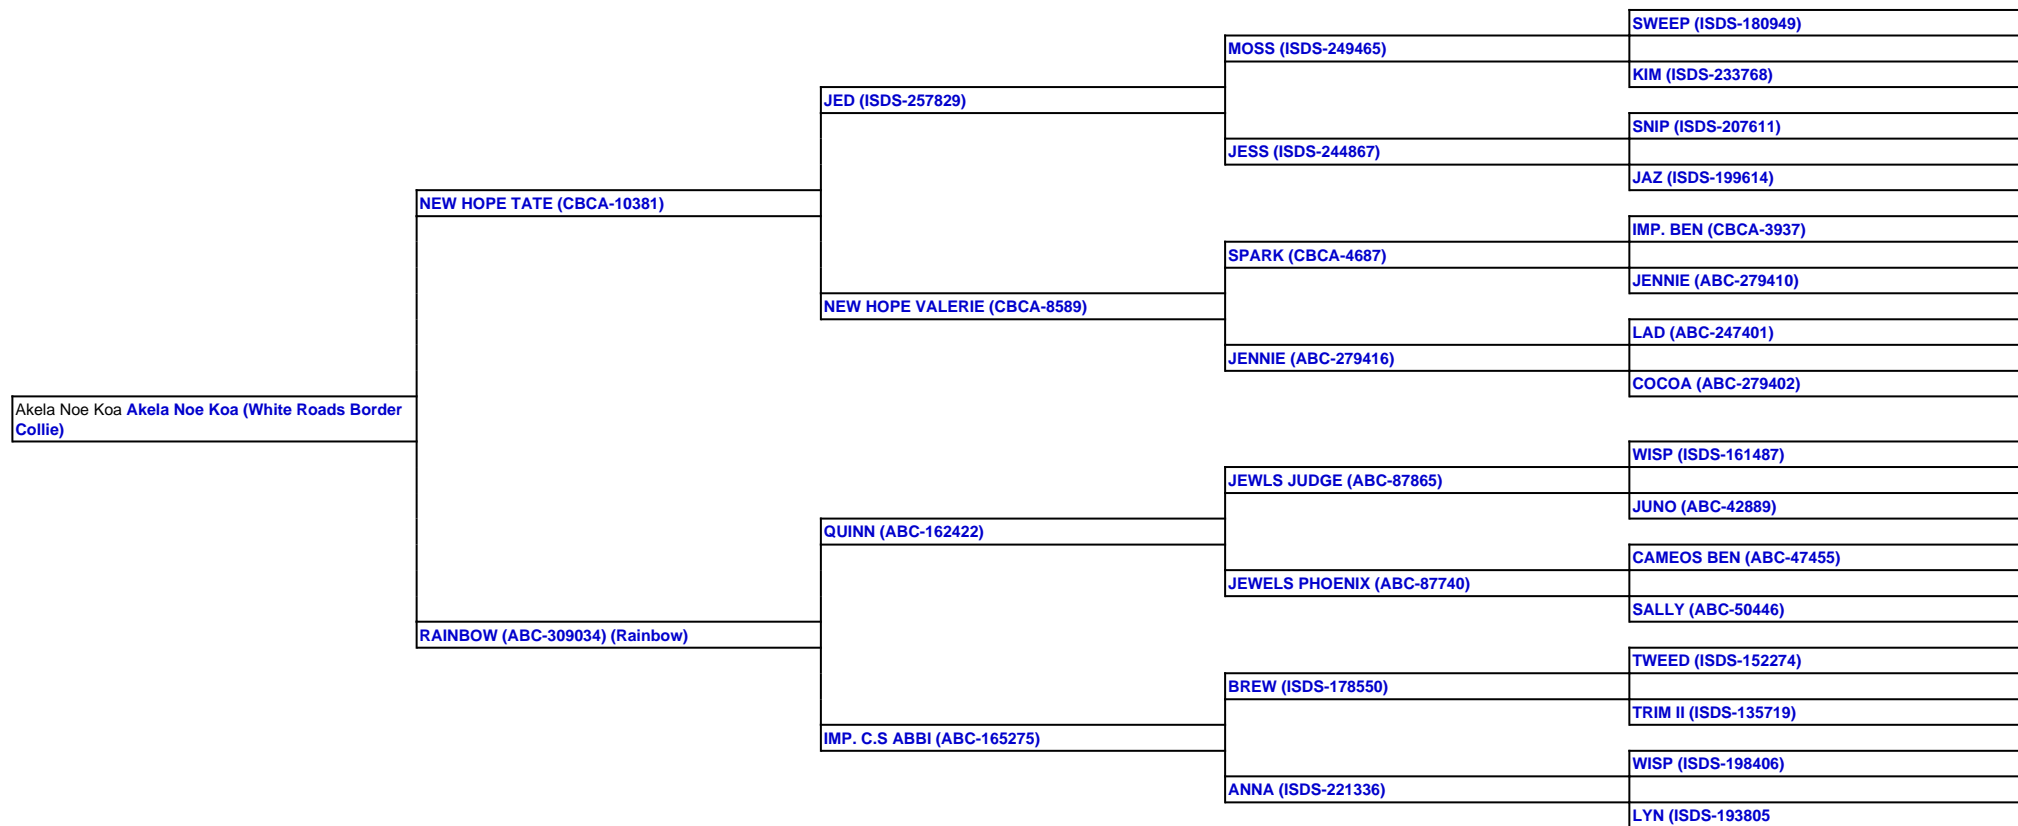 SWEEP (ISDS-180949)
MOSS (ISDS-249465)
KIM (ISDS-233768)
JED (ISDS-257829)
SNIP (ISDS-207611)
JESS (ISDS-244867)
JAZ (ISDS-199614)
NEW HOPE TATE (CBCA-10381)
IMP. BEN (CBCA-3937)
SPARK (CBCA-4687)
JENNIE (ABC-279410)
NEW HOPE VALERIE (CBCA-8589)
LAD (ABC-247401)
JENNIE (ABC-279416)
COCOA (ABC-279402)
Akela Noe Koa Akela Noe Koa (White Roads Border
Collie)
WISP (ISDS-161487)
JEWLS JUDGE (ABC-87865)
JUNO (ABC-42889)
QUINN (ABC-162422)
CAMEOS BEN (ABC-47455)
JEWELS PHOENIX (ABC-87740)
SALLY (ABC-50446)
RAINBOW (ABC-309034) (Rainbow)
TWEED (ISDS-152274)
BREW (ISDS-178550)
TRIM II (ISDS-135719)
IMP. C.S ABBI (ABC-165275)
WISP (ISDS-198406)
ANNA (ISDS-221336)
LYN (ISDS-193805